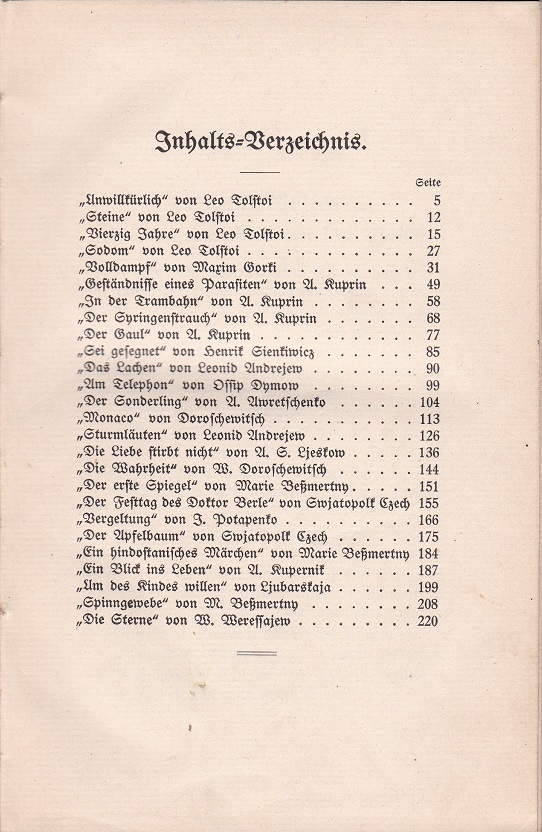 Inhalts-Verzeichnis.
Seite
„Unwillkürlich“ von Leo Tolstoi . . . . . . . . . . 5
„Steine“ von Leo Tolstoi . . . . . . . . . . . . . 12
„Vierzig Jahre“ von Leo Tolstoi . . . . . . . . . . 15
„Sodom“ von Leo Tolstoi . . . . . . . . . . . . . 27
„Volldampf“ von Maxim Gorki . . . . . . . . . . 31
„Geständnisse eines Parasiten“ von A. Kuprin . . . . 49
„In der Trambahn“ von A. Kuprin . . . . . . . . 58
„Der Syringenstrauch“ von A. Kuprin . . . . . . . 68
„Der Gaul“ von A. Kuprin . . . . . . . . . . . . 77
„Sei gesegnet“ von Henrik Sienkiwicz . . . . . . . 85
„Das Lachen“ von Leonid Andrejew . . . . . . . . 90
„Am Telephon“ von Ossip Dymow . . . . . . . . 99
„Der Sonderling“ von A. Awretschenko . . . . . . 104
„Monaco“ von Doroschewitsch . . . . . . . . . . 113
„Sturmläuten“ von Leonid Andrejew . . . . . . . . 126
„Die Liebe stirbt nicht“ von A. S. Ljeskow . . . . . 136
„Die Wahrheit“ von W. Doroschewitsch . . . . . . 144
„Der erste Spiegel“ von Marie Beßmertny . . . . . 151
„Der Festtag des Doktor Berle“ von Swjatopolk Czech 155
„Vergeltung“ von J. Potapenko . . . . . . . . . . 166
„Der Apfelbaum“ von Swjatopolk Czech . . . . . . 175
„Ein hindostanisches Märchen“ von Marie Beßmertny 184
„Ein Blick ins Leben“ von A. Kupernik . . . . . . 187
„Um des Kindes willen“ von Ljubarskaja . . . . . . 199
„Spinngewebe“ von M. Beßmertny . . . . . . . . 208
„Die Sterne“ von W. Weressajew . . . . . . . . . 220